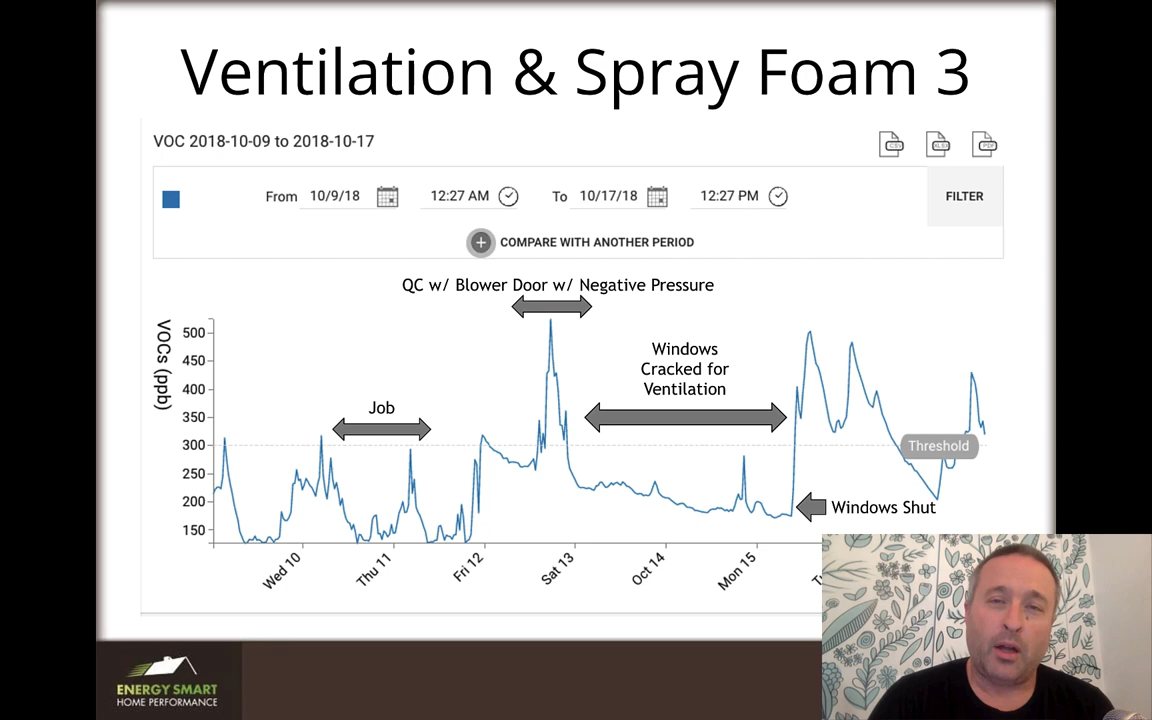 Ventilation & Spray Foam 3
VOC 2018-10-09 to 2018-10-17
CSV
XLSX
PDF
From 10/9/18 12:27 AM To 10/17/18 12:27 PM
FILTER
+ COMPARE WITH ANOTHER PERIOD
QC w/ Blower Door w/ Negative Pressure
VOCs (ppb)
500
450
400
350
300
250
200
150
Job
Windows
Cracked for
Ventilation
Threshold
Windows Shut
Wed 10
Thu 11
Fri 12
Sat 13
Oct 14
Mon 15
ENERGY SMART
HOME PERFORMANCE